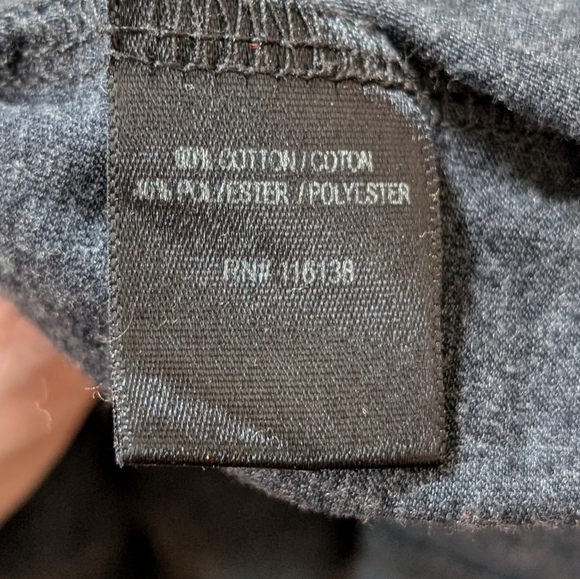 60% COTTON / COTON
40% POLYESTER / POLYESTER
RN# 116138